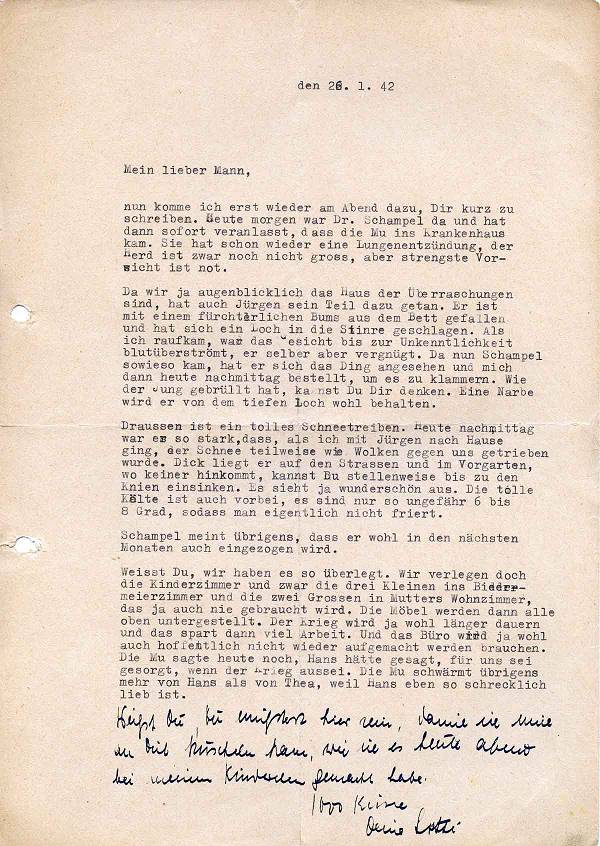 den 26. 1. 42
Mein lieber Mann,
nun komme ich erst wieder am Abend dazu, Dir kurz zu
schreiben. Heute morgen war Dr. Schampel da und hat
dann sofort veranlasst, dass die Mu ins Krankenhaus
kam. Sie hat schon wieder eine Lungenentzündung, der
Herd ist zwar noch nicht gross, aber strengste Vor-
sicht ist not.
Da wir ja augenblicklich das Haus der Überraschungen
sind, hat auch Jürgen sein Teil dazu getan. Er ist
mit einem fürchterlichen Bums aus dem Bett gefallen
und hat sich ein Loch in die Stinre geschlagen. Als
ich raufkam, war das Gesicht bis zur Unkenntlichkeit
blutüberströmt, er selber aber vergnügt. Da nun Schampel
sowieso kam, hat er sich das Ding angesehen und mich
dann heute nachmittag bestellt, um es zu klammern. Wie
der Jung gebrüllt hat, kannst Du Dir denken. Eine Narbe
wird er von dem tiefen Loch wohl behalten.
Draussen ist ein tolles Schneetreiben. Heute nachmittag
war es so stark,dass, als ich mit Jürgen nach Hause
ging, der Schnee teilweise wie Wolken gegen uns getrieben
wurde. Dick liegt er auf den Strassen und im Vorgarten,
wo keiner hinkommt, kannst Du stellenweise bis zu den
Knien einsinken. Es sieht ja wunderschön aus. Die tolle
Kälte ist auch vorbei, es sind nur so ungefähr 6 bis
8 Grad, sodass man eigentlich nicht friert.
Schampel meint übrigens, dass er wohl in den nächsten
Monaten auch eingezogen wird.
Weisst Du, wir haben es so überlegt. Wir verlegen doch
die Kinderzimmer und zwar die drei Kleinen ins Bieder-
meierzimmer und die zwei Grossen in Mutters Wohnzimmer,
das ja auch nie gebraucht wird. Die Möbel werden dann alle
oben untergestellt. Der Krieg wird ja wohl länger dauern
und das spart dann viel Arbeit. Und das Büro wird ja wohl
auch hoffentlich nicht wieder aufgemacht werden brauchen.
Die Mu sagte heute noch, Hans hätte gesagt, für uns sei
gesorgt, wenn der Krieg aussei. Die Mu schwärmt übrigens
mehr von Hans als von Thea, weil Hans eben so schrecklich
lieb ist.
Weißt Du, Du müßtest hier sein, damit ich mich
an Dich kuscheln kann, wie ich es heute abend
bei meinen Kinderlein gemacht habe.
1000 Küsse
Deine Lotti